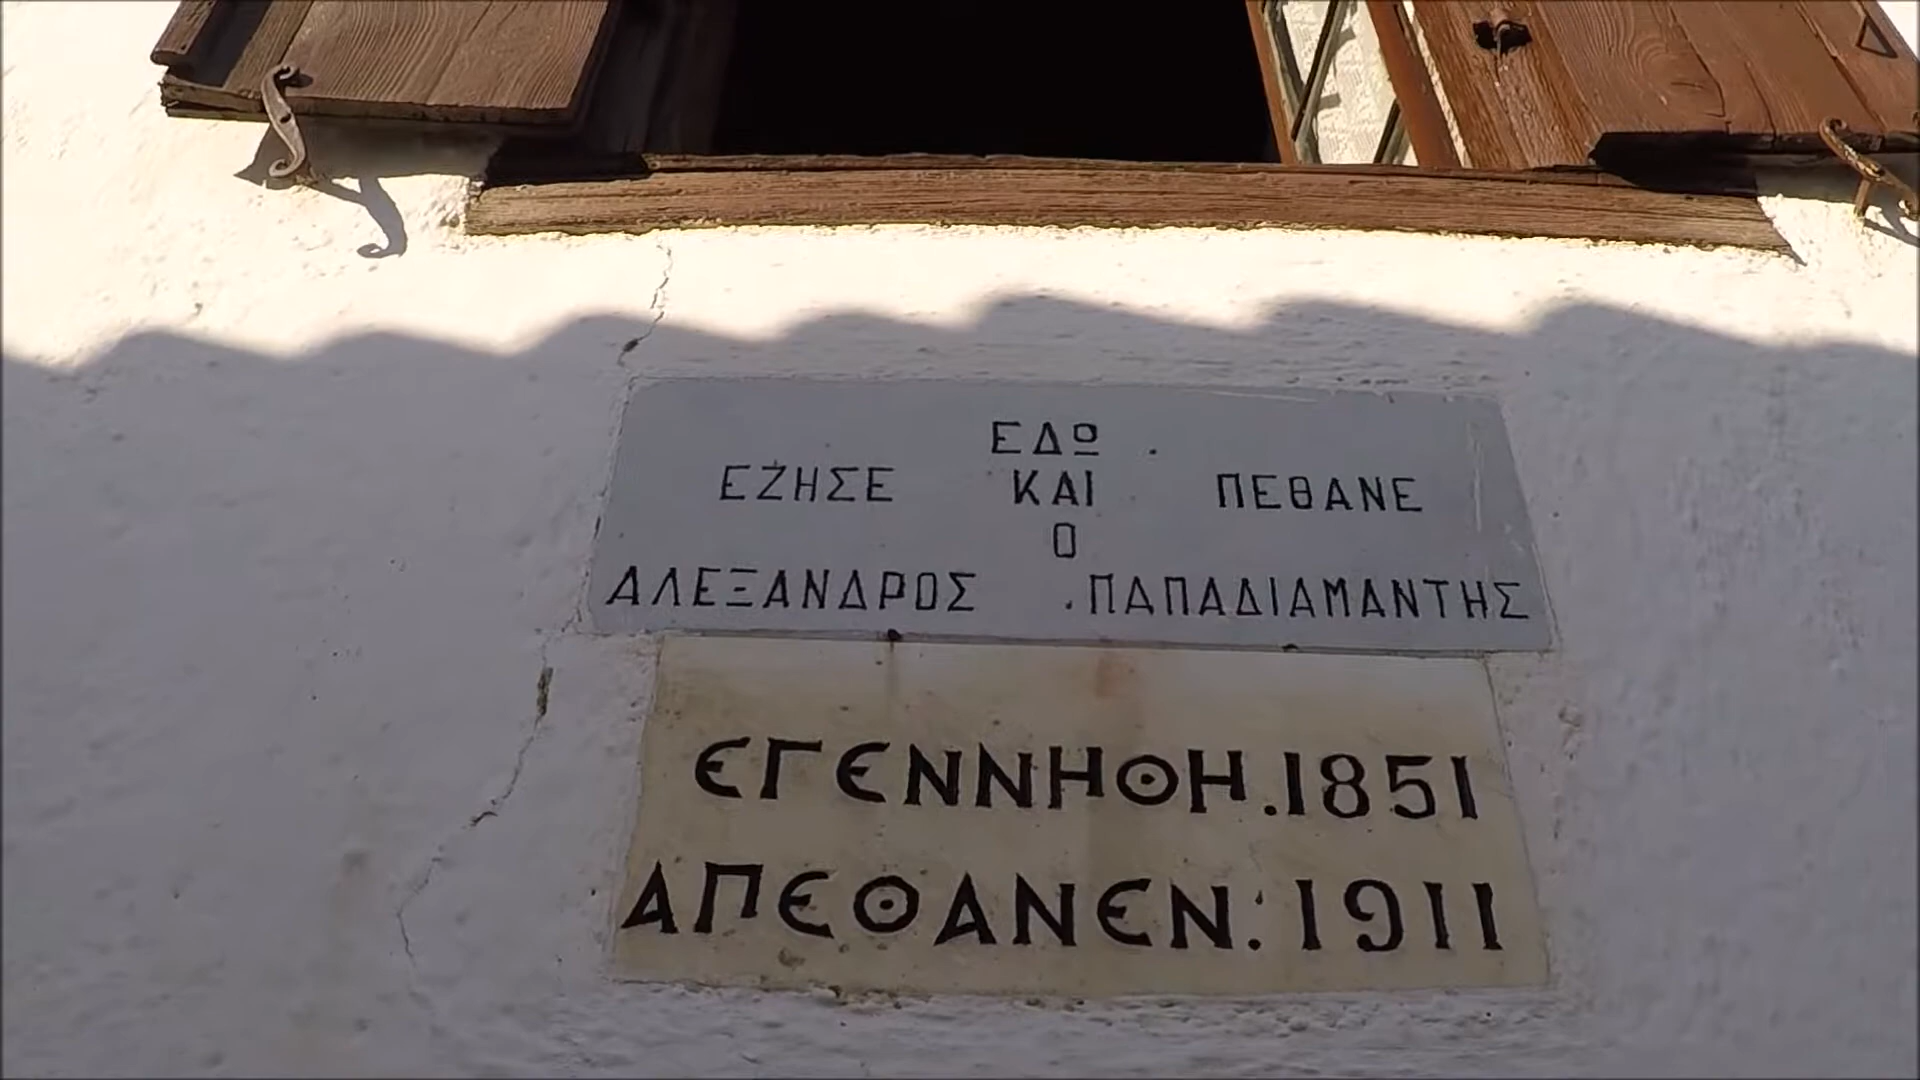 ΕΔΩ
ΕΖΗΣΕ ΚΑΙ ΠΕΘΑΝΕ
Ο
ΑΛΕΞΑΝΔΡΟΣ ΠΑΠΑΔΙΑΜΑΝΤΗΣ
ΕΓΕΝΝΗΘΗ.1851
ΑΠΕΘΑΝΕΝ:1911